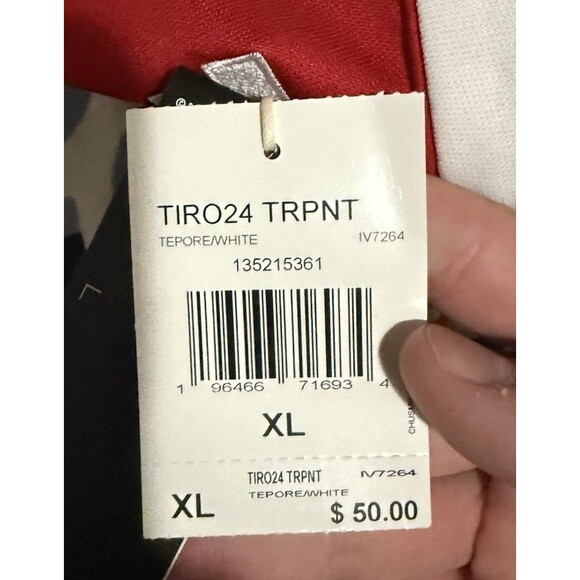 TIRO24 TRPNT
TEPORE/WHITE IV7264
135215361
1 96466 71693 4
XL
TIRO24 TRPNT IV7264
TEPORE/WHITE
XL $ 50.00